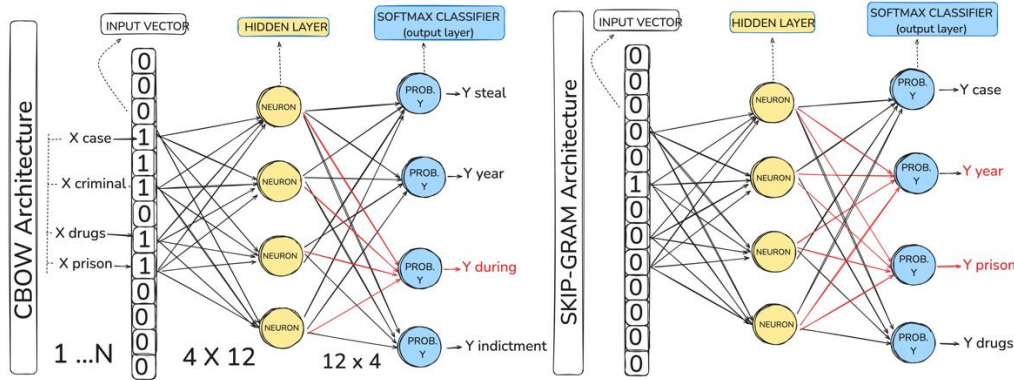 CBOW Architecture
INPUT VECTOR
HIDDEN LAYER
SOFTMAX CLASSIFIER
(output layer)
0
0
0
X case 1
1
X criminal 1
0
X drugs 1
X prison 1
0
0
0
0
NEURON
NEURON
NEURON
NEURON
PROB.
Y
Y steal
PROB.
Y
Y year
PROB.
Y
Y during
PROB.
Y
Y indictment
1 ...N
4 X 12
12 x 4
SKIP-GRAM Architecture
INPUT VECTOR
HIDDEN LAYER
SOFTMAX CLASSIFIER
(output layer)
0
0
0
0
0
1
0
0
0
0
0
0
0
NEURON
NEURON
NEURON
NEURON
PROB.
Y
Y case
PROB.
Y
Y year
PROB.
Y
Y prison
PROB.
Y
Y drugs